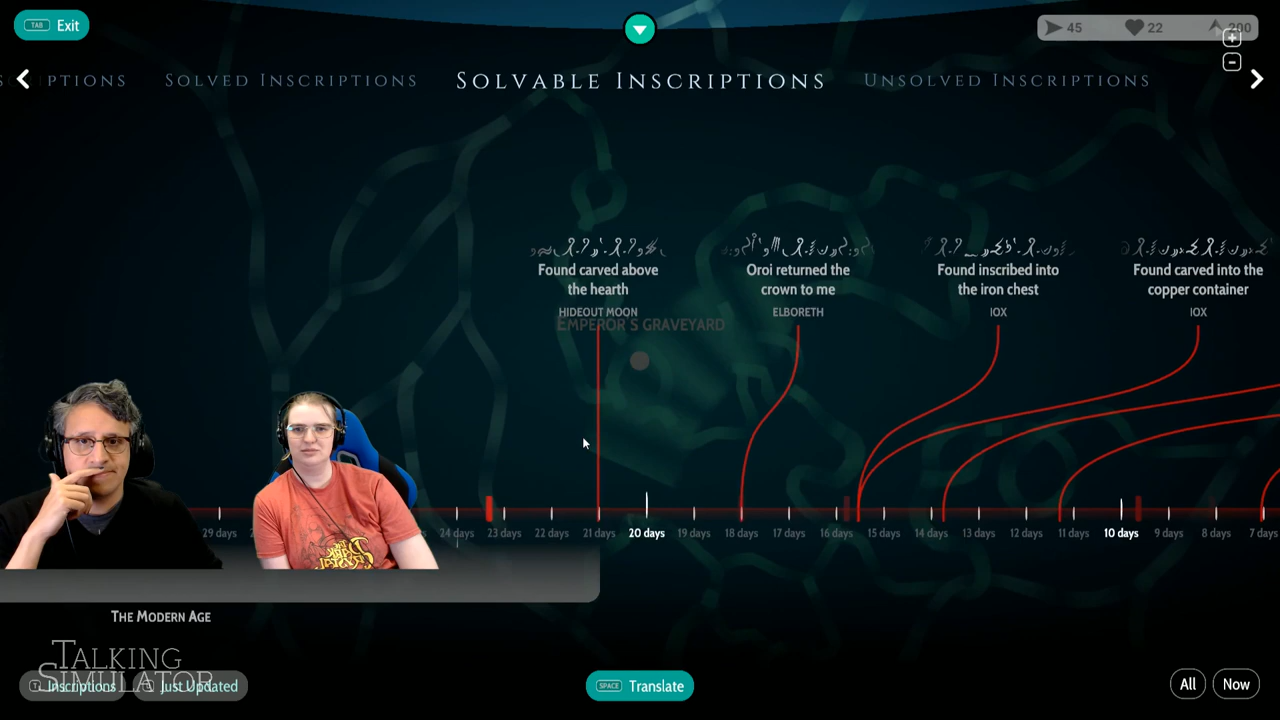 TAB Exit
45 22 200
PTIONS SOLVED INSCRIPTIONS SOLVABLE INSCRIPTIONS UNSOLVED INSCRIPTIONS
Found carved above
the hearth
HIDEOUT MOON
Oroi returned the
crown to me
ELBORETH
Found inscribed into
the iron chest
IOX
Found carved into the
copper container
IOX
EMPEROR'S GRAVEYARD
29 days 24 days 23 days 22 days 21 days 20 days 19 days 18 days 17 days 16 days 15 days 14 days 13 days 12 days 11 days 10 days 9 days 8 days 7 days
THE MODERN AGE
TALKING
SIMULATOR
Inscriptions Just Updated
SPACE Translate
All Now